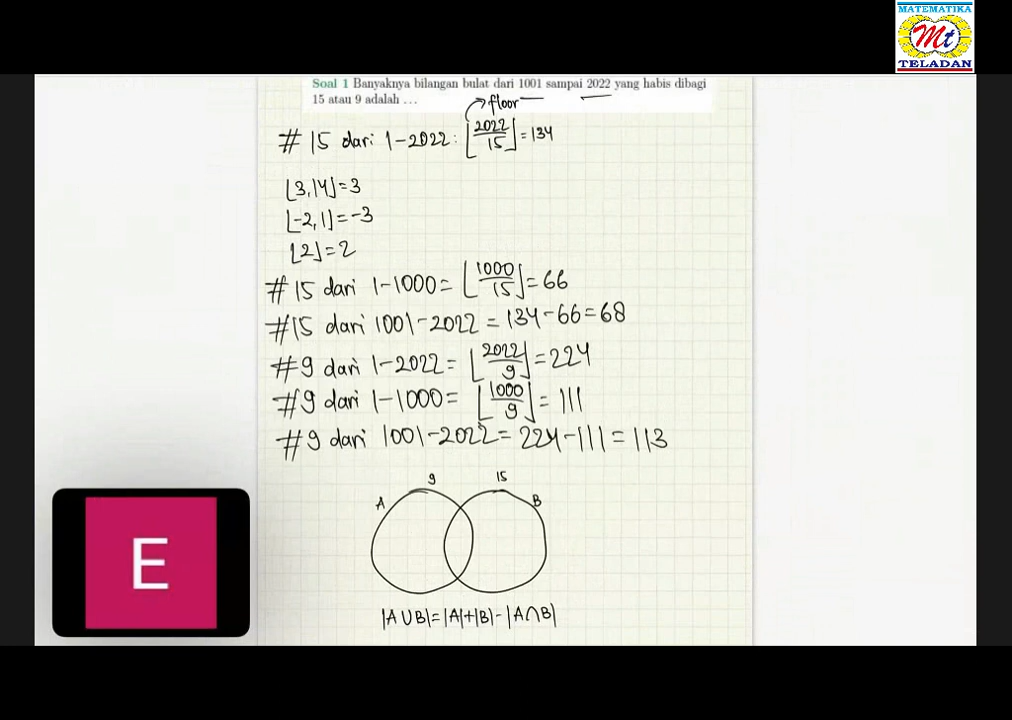 MATEMATIKA
Mt
TELADAN
Soal 1 Banyaknya bilangan bulat dari 1001 sampai 2022 yang habis dibagi
15 atau 9 adalah ...
→ floor
# 15 dari 1-2022: ⌊2022/15⌋ = 134
⌊3,14⌋ = 3
⌊-2,1⌋ = -3
⌊2⌋ = 2
# 15 dari 1-1000 = ⌊1000/15⌋ = 66
#15 dari 1001-2022 = 134-66 = 68
#9 dari 1-2022 = ⌊2022/9⌋ = 224
#9 dari 1-1000 = ⌊1000/9⌋ = 111
#9 dari 1001-2022 = 224-111 = 113
9 15
A B
|A∪B| = |A|+|B| - |A∩B|
E